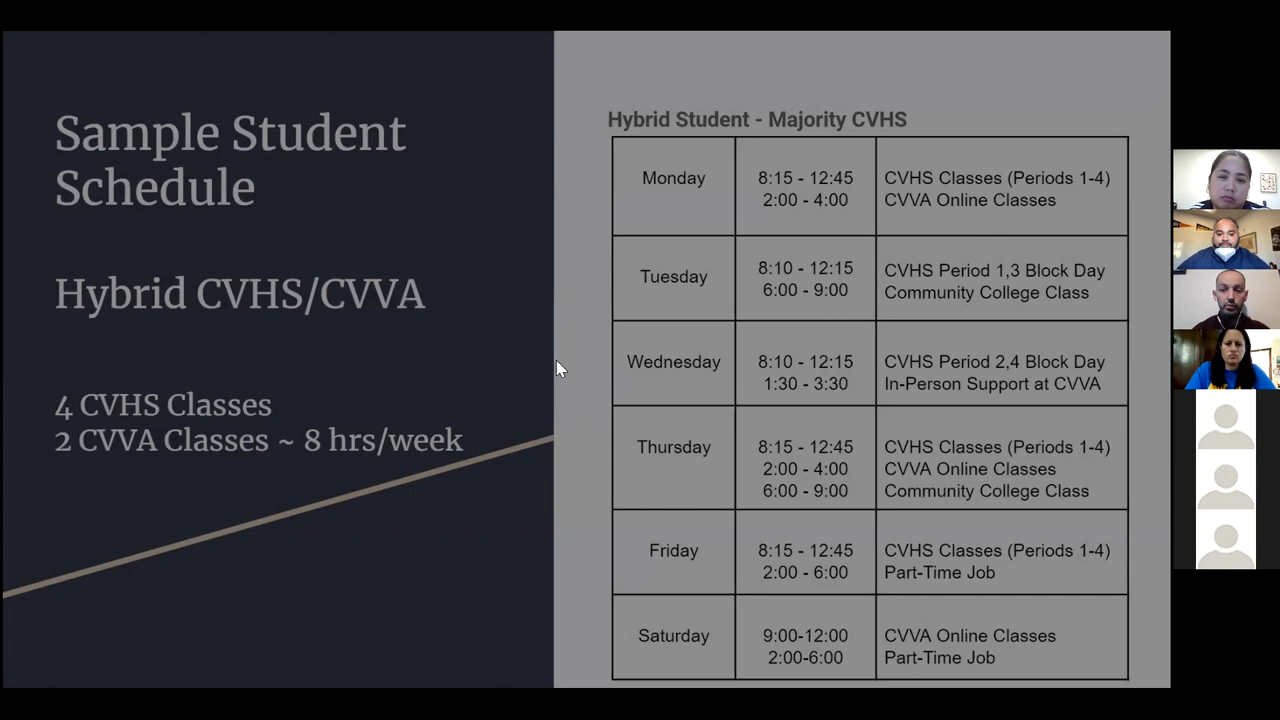 Sample Student
Schedule
Hybrid CVHS/CVVA
4 CVHS Classes
2 CVVA Classes ~ 8 hrs/week
Hybrid Student - Majority CVHS
Monday
8:15 - 12:45
2:00 - 4:00
CVHS Classes (Periods 1-4)
CVVA Online Classes
Tuesday
8:10 - 12:15
6:00 - 9:00
CVHS Period 1,3 Block Day
Community College Class
Wednesday
8:10 - 12:15
1:30 - 3:30
CVHS Period 2,4 Block Day
In-Person Support at CVVA
Thursday
8:15 - 12:45
2:00 - 4:00
6:00 - 9:00
CVHS Classes (Periods 1-4)
CVVA Online Classes
Community College Class
Friday
8:15 - 12:45
2:00 - 6:00
CVHS Classes (Periods 1-4)
Part-Time Job
Saturday
9:00-12:00
2:00-6:00
CVVA Online Classes
Part-Time Job